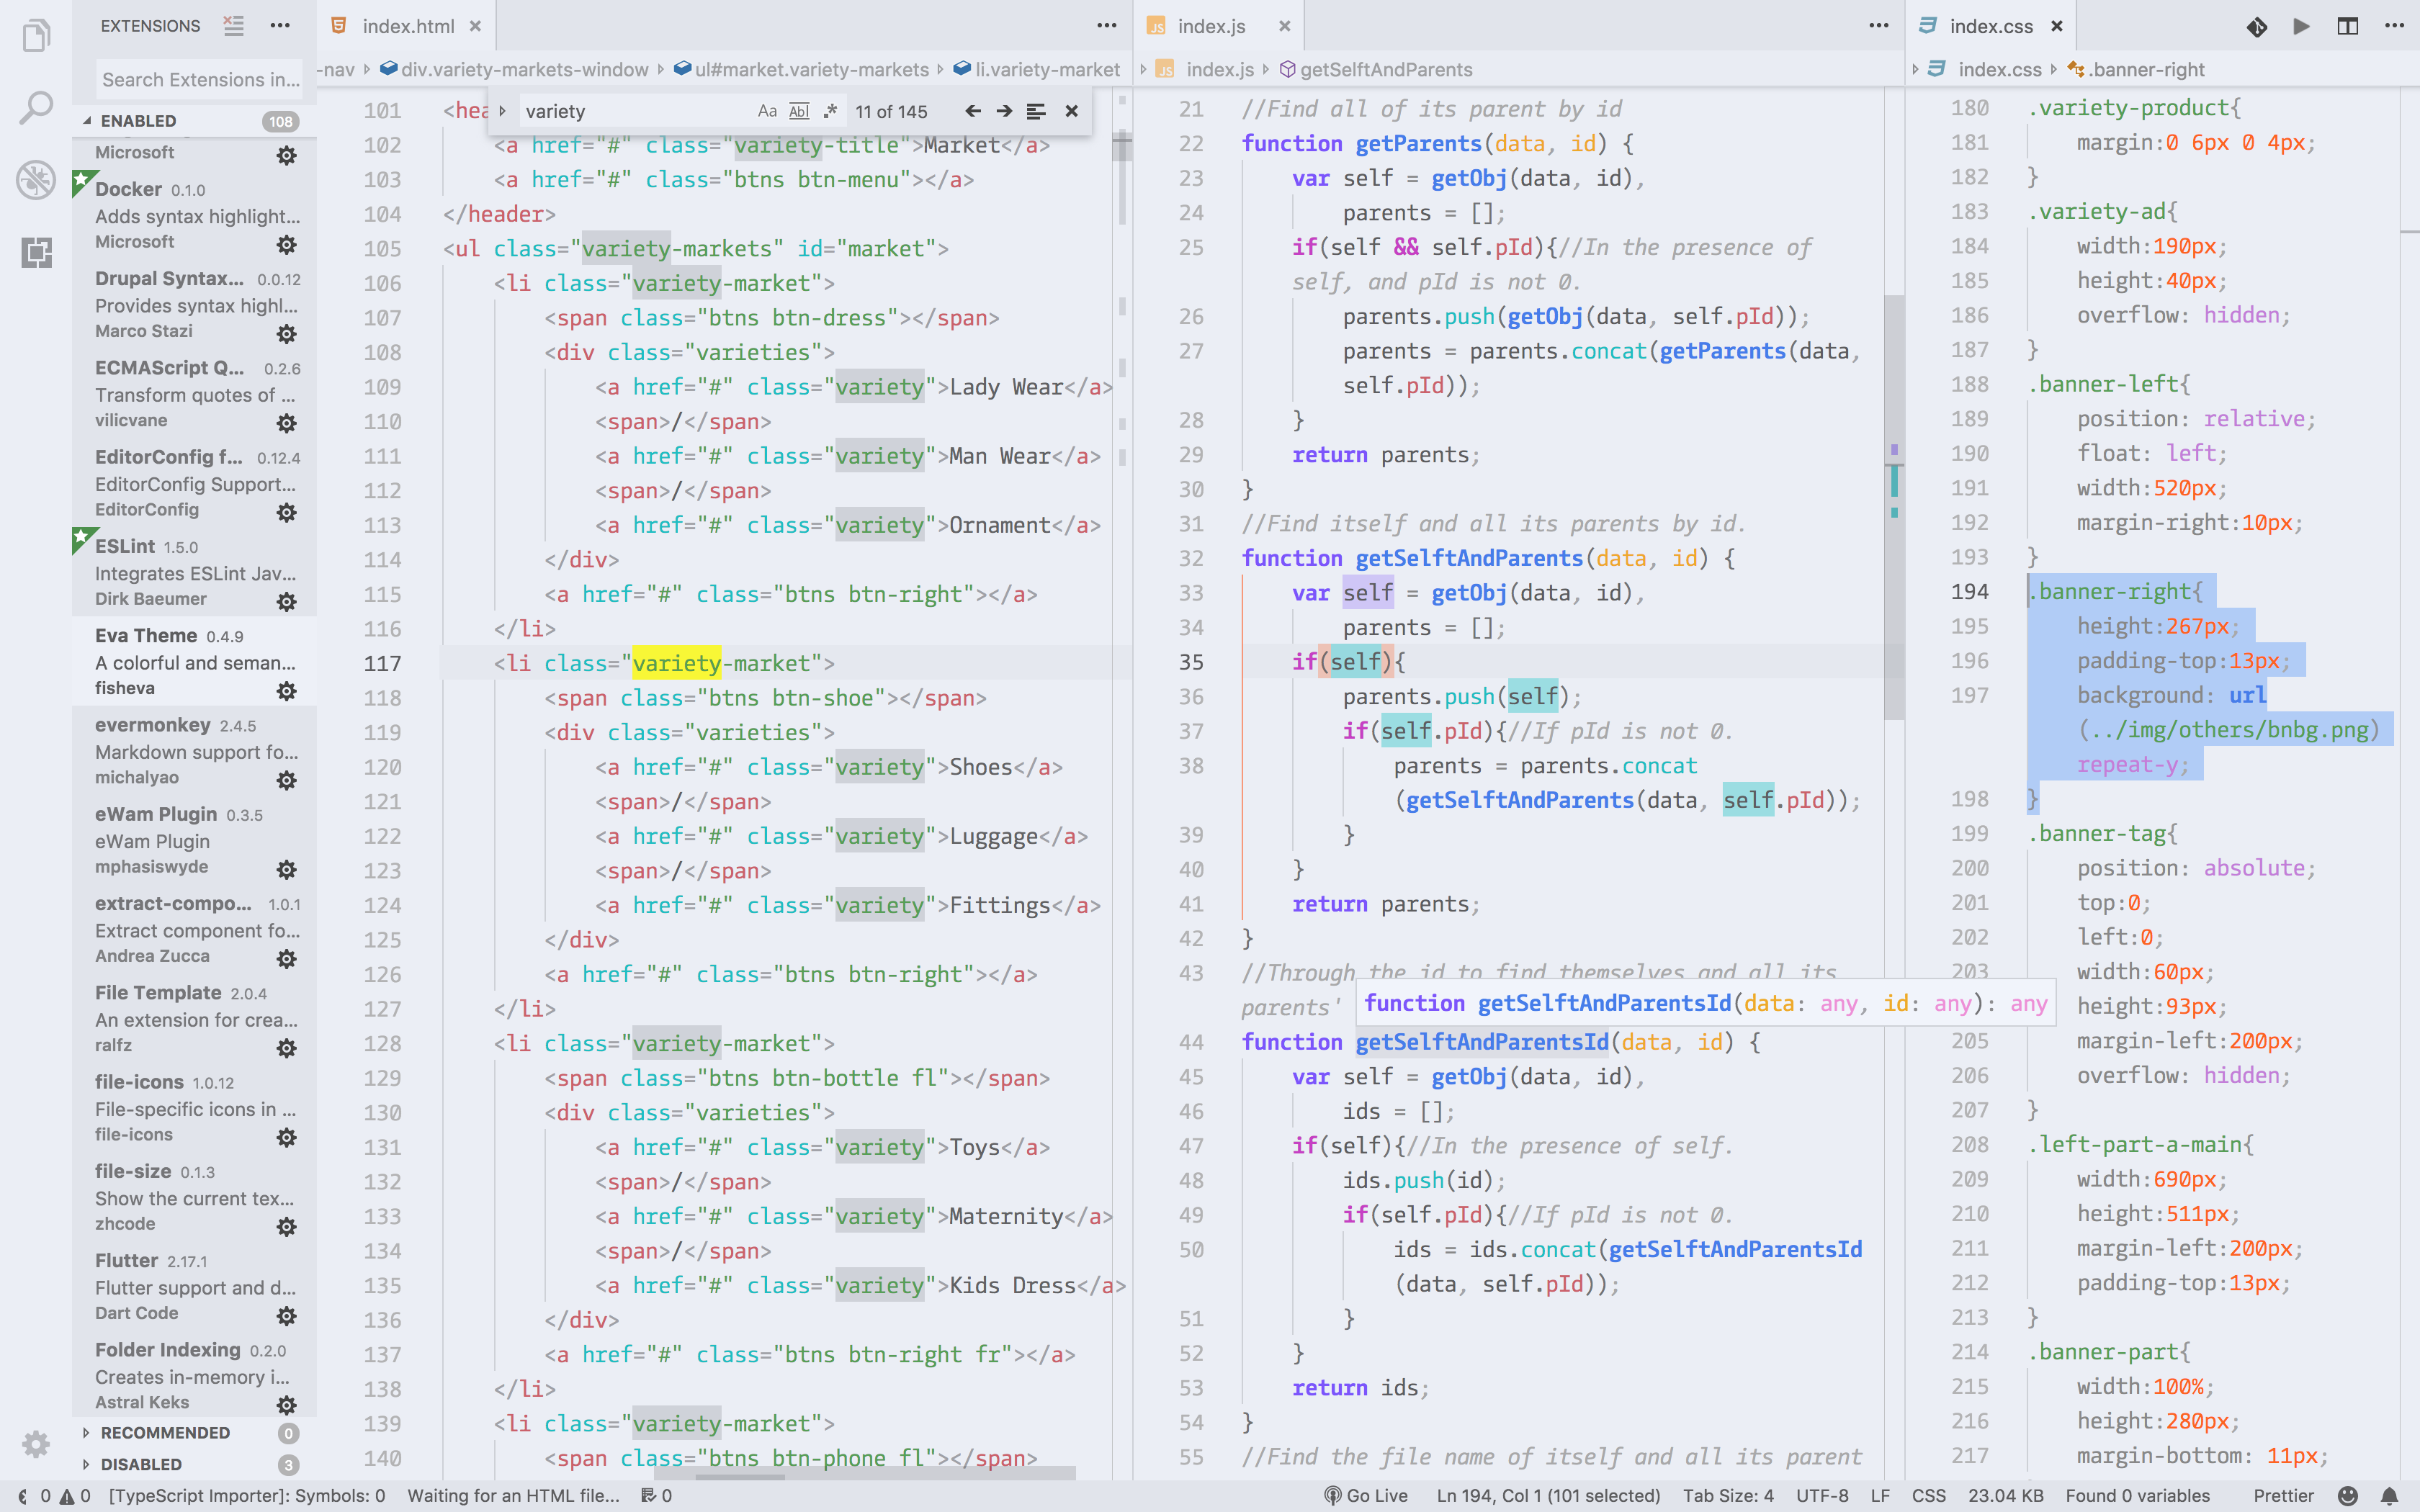 EXTENSIONS
Search Extensions in...
ENABLED 108
Microsoft
Docker 0.1.0
Adds syntax highlight...
Microsoft
Drupal Syntax... 0.0.12
Provides syntax highl...
Marco Stazi
ECMAScript Q... 0.2.6
Transform quotes of ...
vilicvane
EditorConfig f... 0.12.4
EditorConfig Support...
EditorConfig
ESLint 1.5.0
Integrates ESLint Jav...
Dirk Baeumer
Eva Theme 0.4.9
A colorful and seman...
fisheva
evermonkey 2.4.5
Markdown support fo...
michalyao
eWam Plugin 0.3.5
eWam Plugin
mphasiswyde
extract-compo... 1.0.1
Extract component fo...
Andrea Zucca
File Template 2.0.4
An extension for crea...
ralfz
file-icons 1.0.12
File-specific icons in ...
file-icons
file-size 0.1.3
Show the current tex...
zhcode
Flutter 2.17.1
Flutter support and d...
Dart Code
Folder Indexing 0.2.0
Creates in-memory i...
Astral Keks
RECOMMENDED 0
DISABLED 3
index.html
-nav div.variety-markets-window ul#market.variety-markets li.variety-market
variety Aa Abl .* 11 of 145
101 <hea
102 <a href="#" class="variety-title">Market</a>
103 <a href="#" class="btns btn-menu"></a>
104 </header>
105 <ul class="variety-markets" id="market">
106 <li class="variety-market">
107 <span class="btns btn-dress"></span>
108 <div class="varieties">
109 <a href="#" class="variety">Lady Wear</a>
110 <span>/</span>
111 <a href="#" class="variety">Man Wear</a>
112 <span>/</span>
113 <a href="#" class="variety">Ornament</a>
114 </div>
115 <a href="#" class="btns btn-right"></a>
116 </li>
117 <li class="variety-market">
118 <span class="btns btn-shoe"></span>
119 <div class="varieties">
120 <a href="#" class="variety">Shoes</a>
121 <span>/</span>
122 <a href="#" class="variety">Luggage</a>
123 <span>/</span>
124 <a href="#" class="variety">Fittings</a>
125 </div>
126 <a href="#" class="btns btn-right"></a>
127 </li>
128 <li class="variety-market">
129 <span class="btns btn-bottle fl"></span>
130 <div class="varieties">
131 <a href="#" class="variety">Toys</a>
132 <span>/</span>
133 <a href="#" class="variety">Maternity</a>
134 <span>/</span>
135 <a href="#" class="variety">Kids Dress</a>
136 </div>
137 <a href="#" class="btns btn-right fr"></a>
138 </li>
139 <li class="variety-market">
140 <span class="btns btn-phone fl"></span>
JS index.js
JS index.js getSelftAndParents
21 //Find all of its parent by id
22 function getParents(data, id) {
23 var self = getObj(data, id),
24 parents = [];
25 if(self && self.pId){//In the presence of
self, and pId is not 0.
26 parents.push(getObj(data, self.pId));
27 parents = parents.concat(getParents(data,
self.pId));
28 }
29 return parents;
30 }
31 //Find itself and all its parents by id.
32 function getSelftAndParents(data, id) {
33 var self = getObj(data, id),
34 parents = [];
35 if(self){
36 parents.push(self);
37 if(self.pId){//If pId is not 0.
38 parents = parents.concat
(getSelftAndParents(data, self.pId));
39 }
40 }
41 return parents;
42 }
43 //Through the id to find themselves and all its
parents'
function getSelftAndParentsId(data: any, id: any): any
44 function getSelftAndParentsId(data, id) {
45 var self = getObj(data, id),
46 ids = [];
47 if(self){//In the presence of self.
48 ids.push(id);
49 if(self.pId){//If pId is not 0.
50 ids = ids.concat(getSelftAndParentsId
(data, self.pId));
51 }
52 }
53 return ids;
54 }
55 //Find the file name of itself and all its parent
index.css
index.css .banner-right
180 .variety-product{
181 margin:0 6px 0 4px;
182 }
183 .variety-ad{
184 width:190px;
185 height:40px;
186 overflow: hidden;
187 }
188 .banner-left{
189 position: relative;
190 float: left;
191 width:520px;
192 margin-right:10px;
193 }
194 .banner-right{
195 height:267px;
196 padding-top:13px;
197 background: url
(../img/others/bnbg.png)
repeat-y;
198 }
199 .banner-tag{
200 position: absolute;
201 top:0;
202 left:0;
203 width:60px;
height:93px;
205 margin-left:200px;
206 overflow: hidden;
207 }
208 .left-part-a-main{
209 width:690px;
210 height:511px;
211 margin-left:200px;
212 padding-top:13px;
213 }
214 .banner-part{
215 width:100%;
216 height:280px;
217 margin-bottom: 11px;
0 0 [TypeScript Importer]: Symbols: 0 Waiting for an HTML file... 0 Go Live Ln 194, Col 1 (101 selected) Tab Size: 4 UTF-8 LF CSS 23.04 KB Found 0 variables Prettier